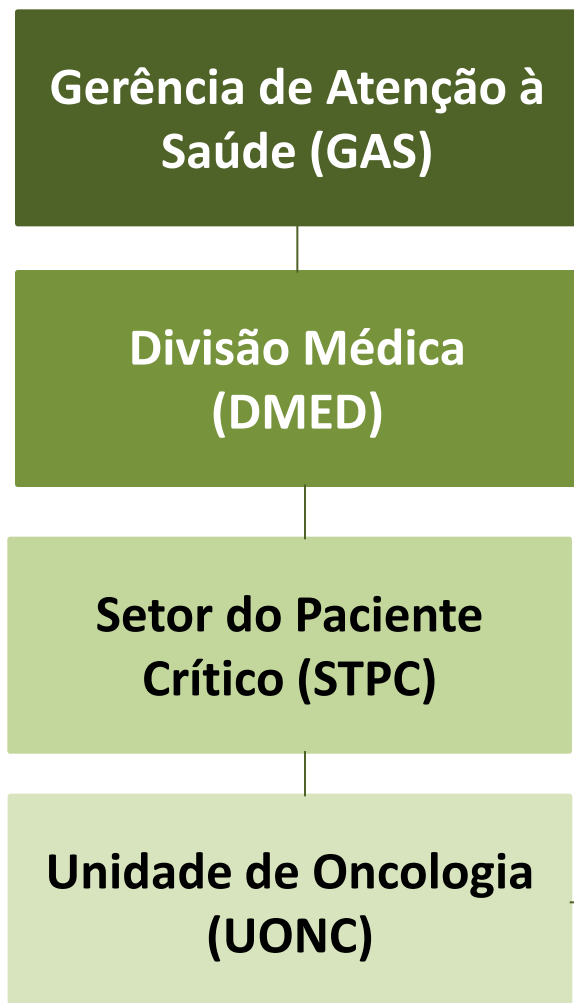 Gerência de Atenção à
Saúde (GAS)
Divisão Médica
(DMED)
Setor do Paciente
Crítico (STPC)
Unidade de Oncologia
(UONC)